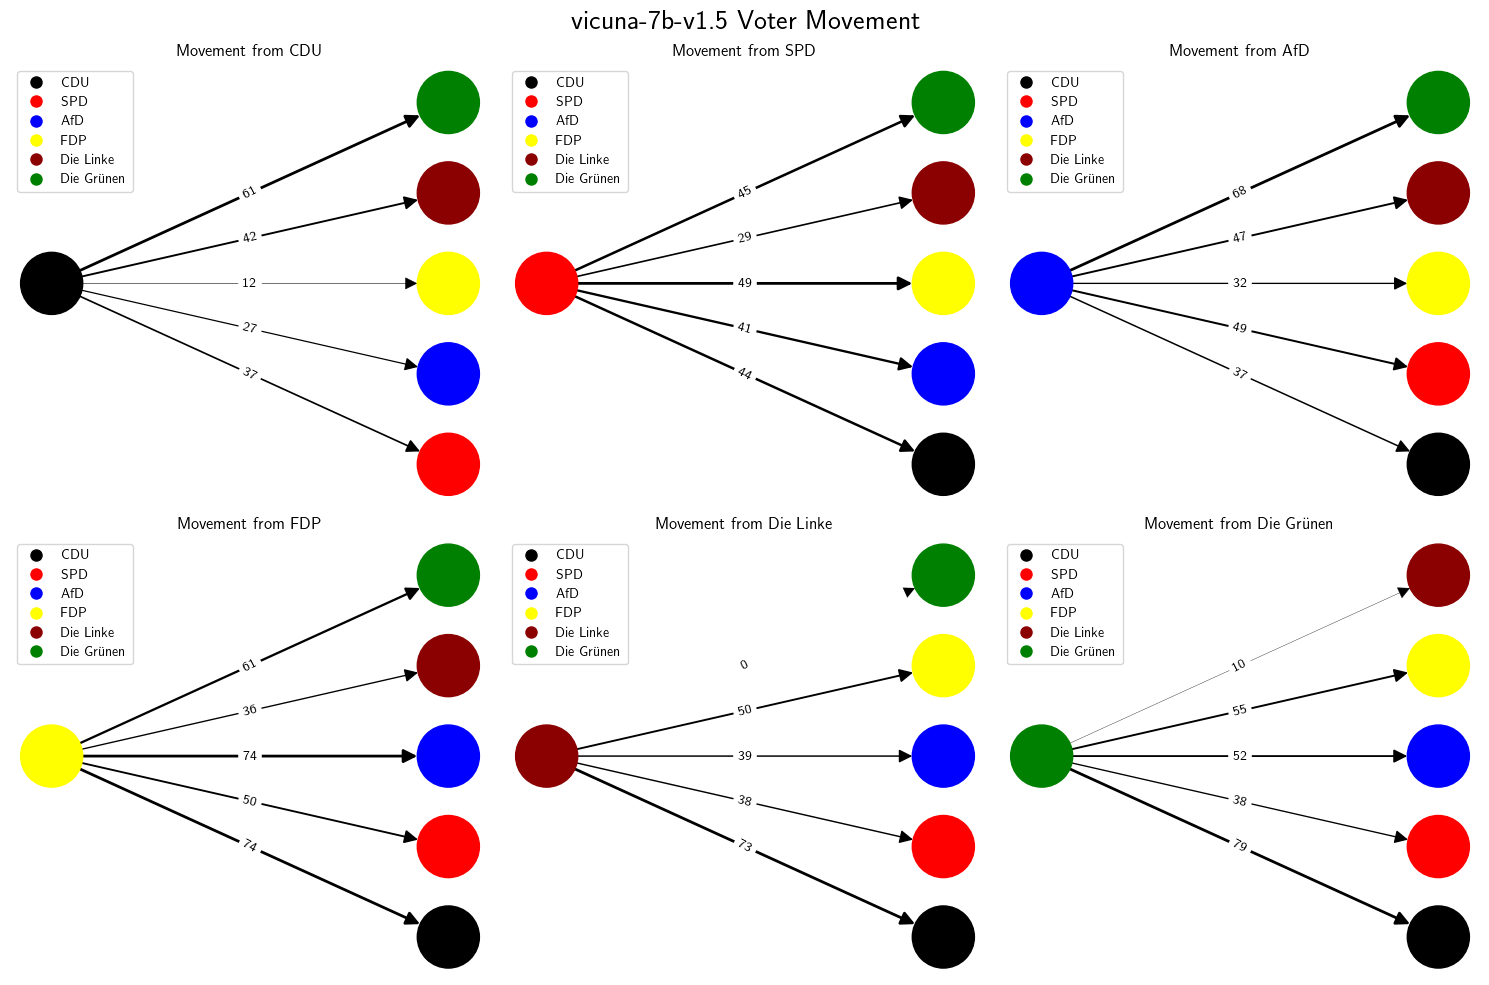 vicuna-7b-v1.5 Voter Movement
Movement from CDU
CDU
SPD
AfD
FDP
Die Linke
Die Grünen
61
42
12
27
37
Movement from SPD
CDU
SPD
AfD
FDP
Die Linke
Die Grünen
45
29
49
41
44
Movement from AfD
CDU
SPD
AfD
FDP
Die Linke
Die Grünen
68
47
32
49
37
Movement from FDP
CDU
SPD
AfD
FDP
Die Linke
Die Grünen
61
36
74
50
74
Movement from Die Linke
CDU
SPD
AfD
FDP
Die Linke
Die Grünen
0
50
39
38
73
Movement from Die Grünen
CDU
SPD
AfD
FDP
Die Linke
Die Grünen
10
55
52
38
79